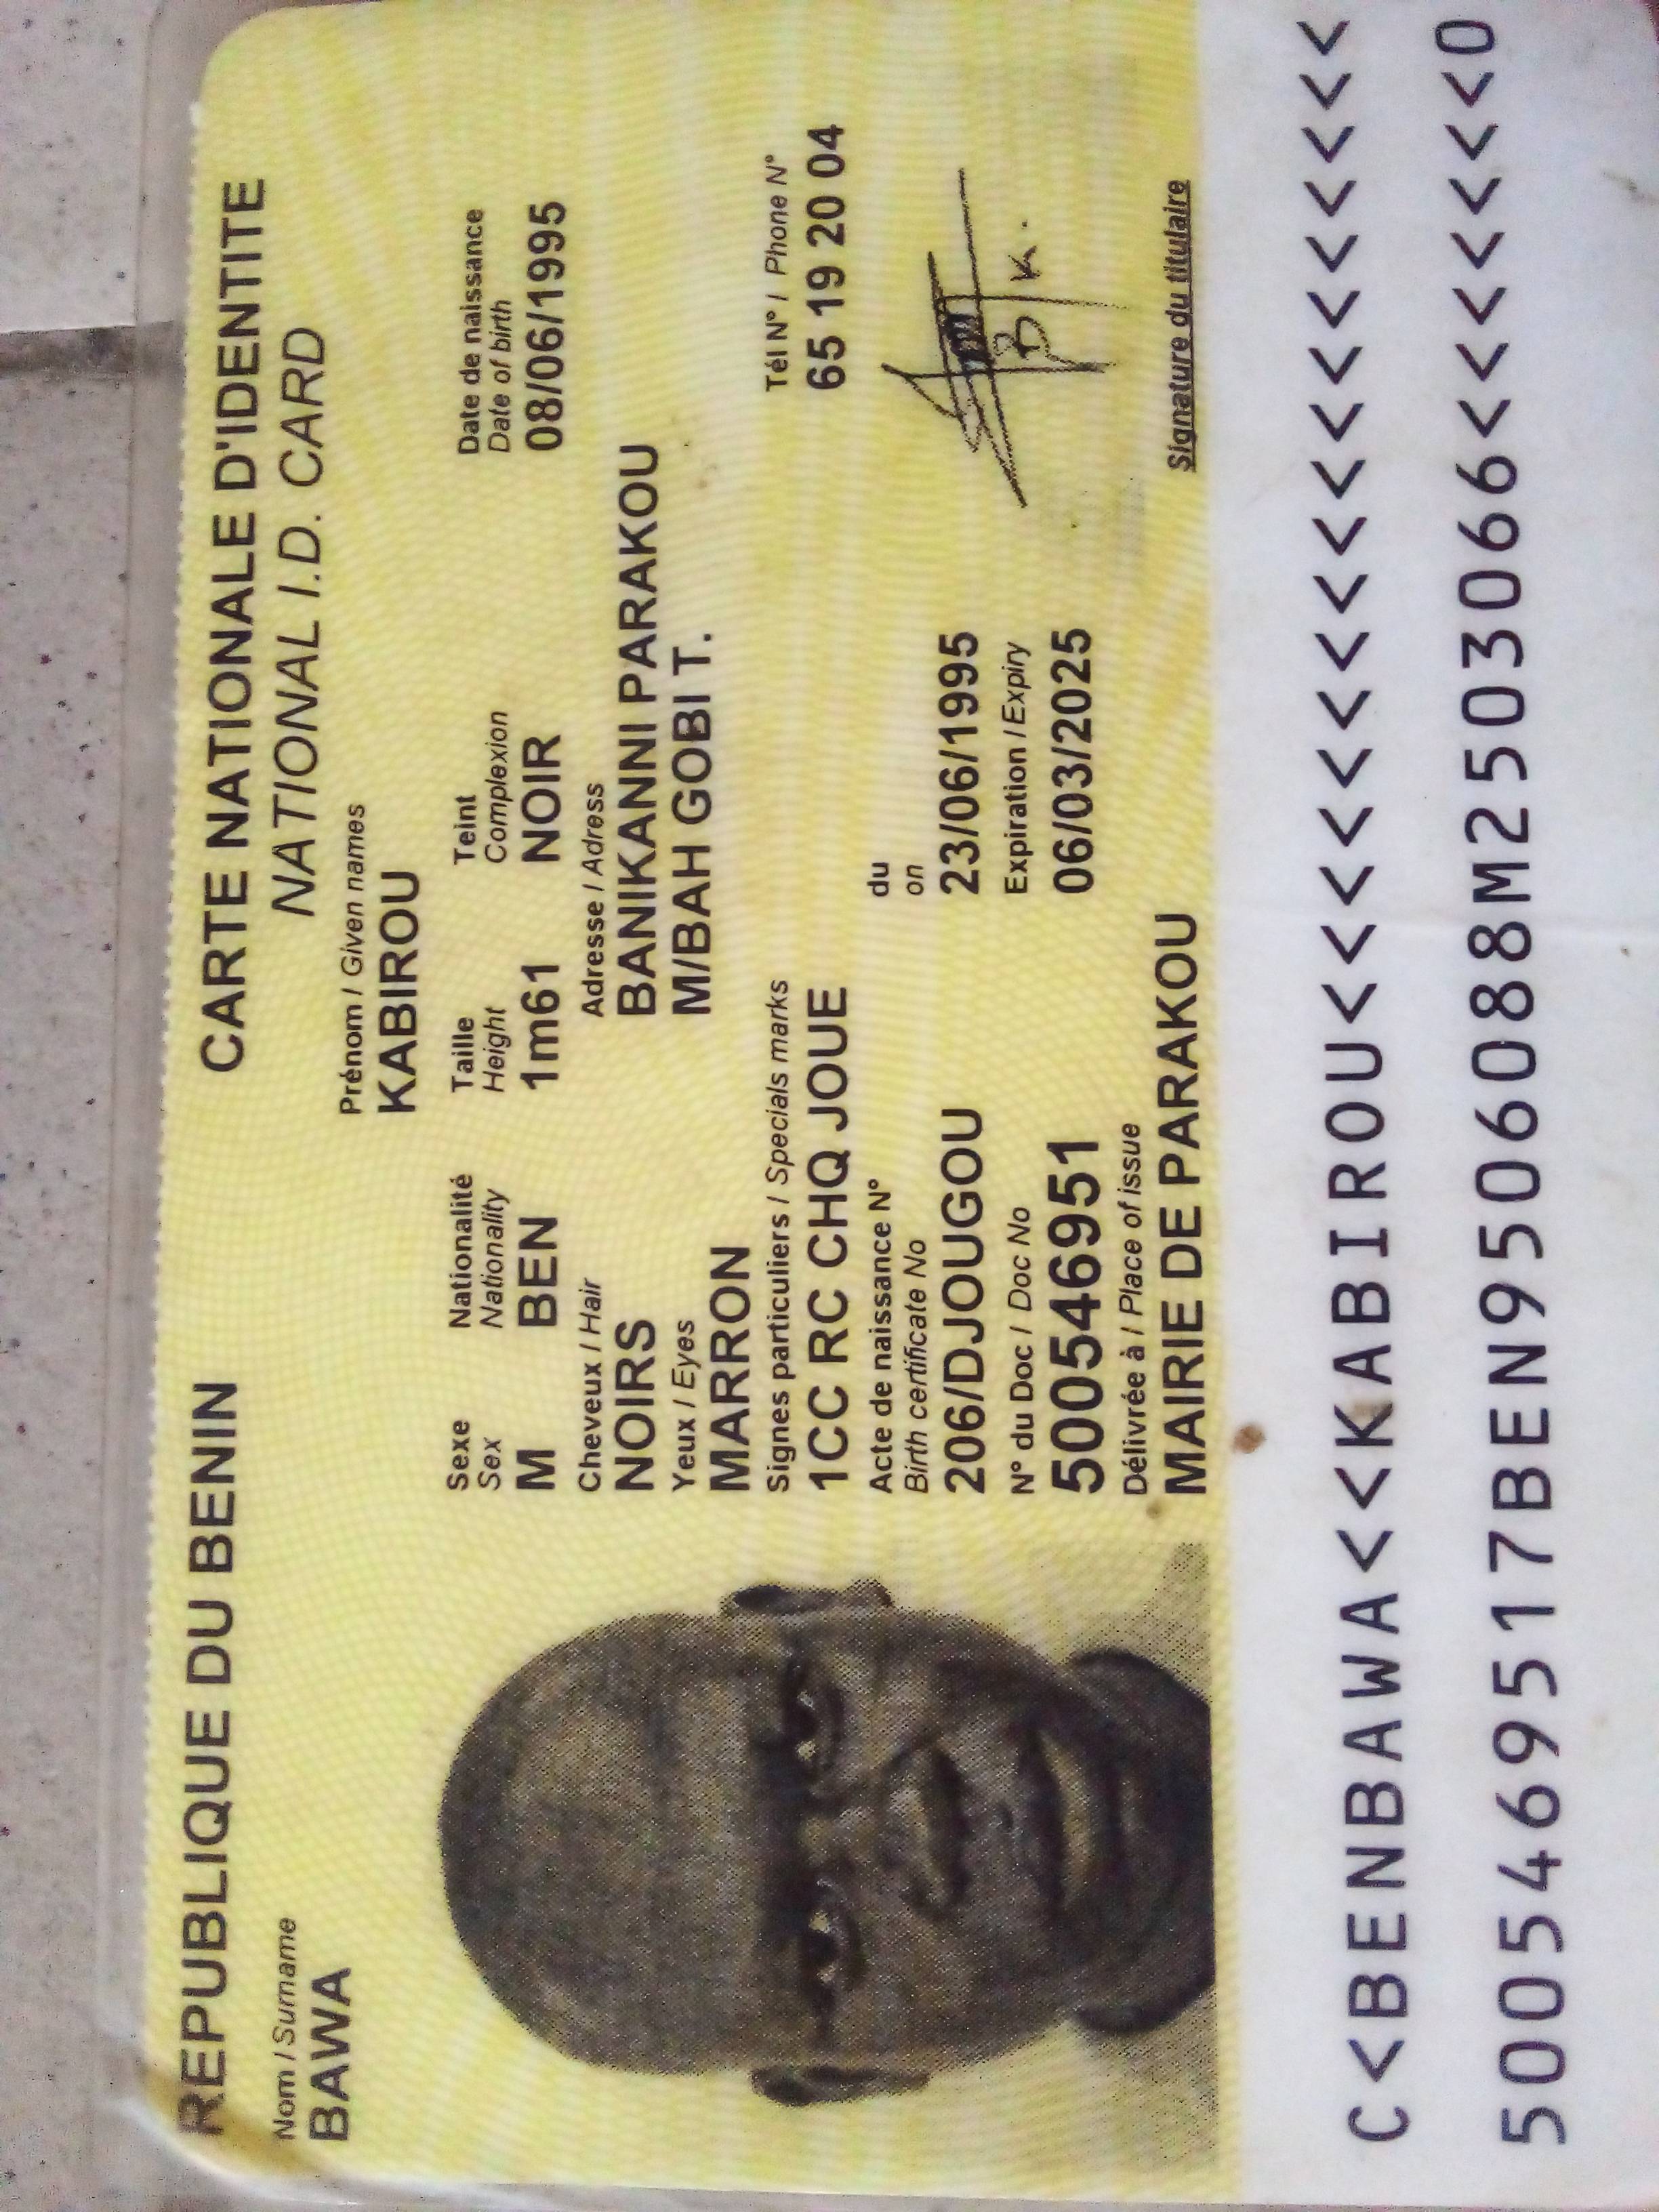 REPUBLIQUE DU BENIN
CARTE NATIONALE D'IDENTITE
NATIONAL I.D. CARD
Nom / Surname
BAWA
Prénom / Given names
KABIROU
Sexe Nationalité Taille Teint Date de naissance
Sex Nationality Height Complexion Date of birth
M BEN 1m61 NOIR 08/06/1995
Cheveux / Hair Adresse / Adress
NOIRS BANIKANNI PARAKOU
Yeux / Eyes M/BAH GOBI T.
MARRON
Signes particuliers / Specials marks Tél N° / Phone N°
1CC RC CHQ JOUE 65 19 20 04
Acte de naissance N° du
Birth certificate No on
206/DJOUGOU 23/06/1995
N° du Doc / Doc No Expiration / Expiry
500546951 06/03/2025
Délivrée à / Place of issue
MAIRIE DE PARAKOU
B K.
Signature du titulaire
C<BENBAWA<<KABIROU<<<<<<<<<<<<<<<<<<
5005469517BEN9506088M2503066<<<<<<<0